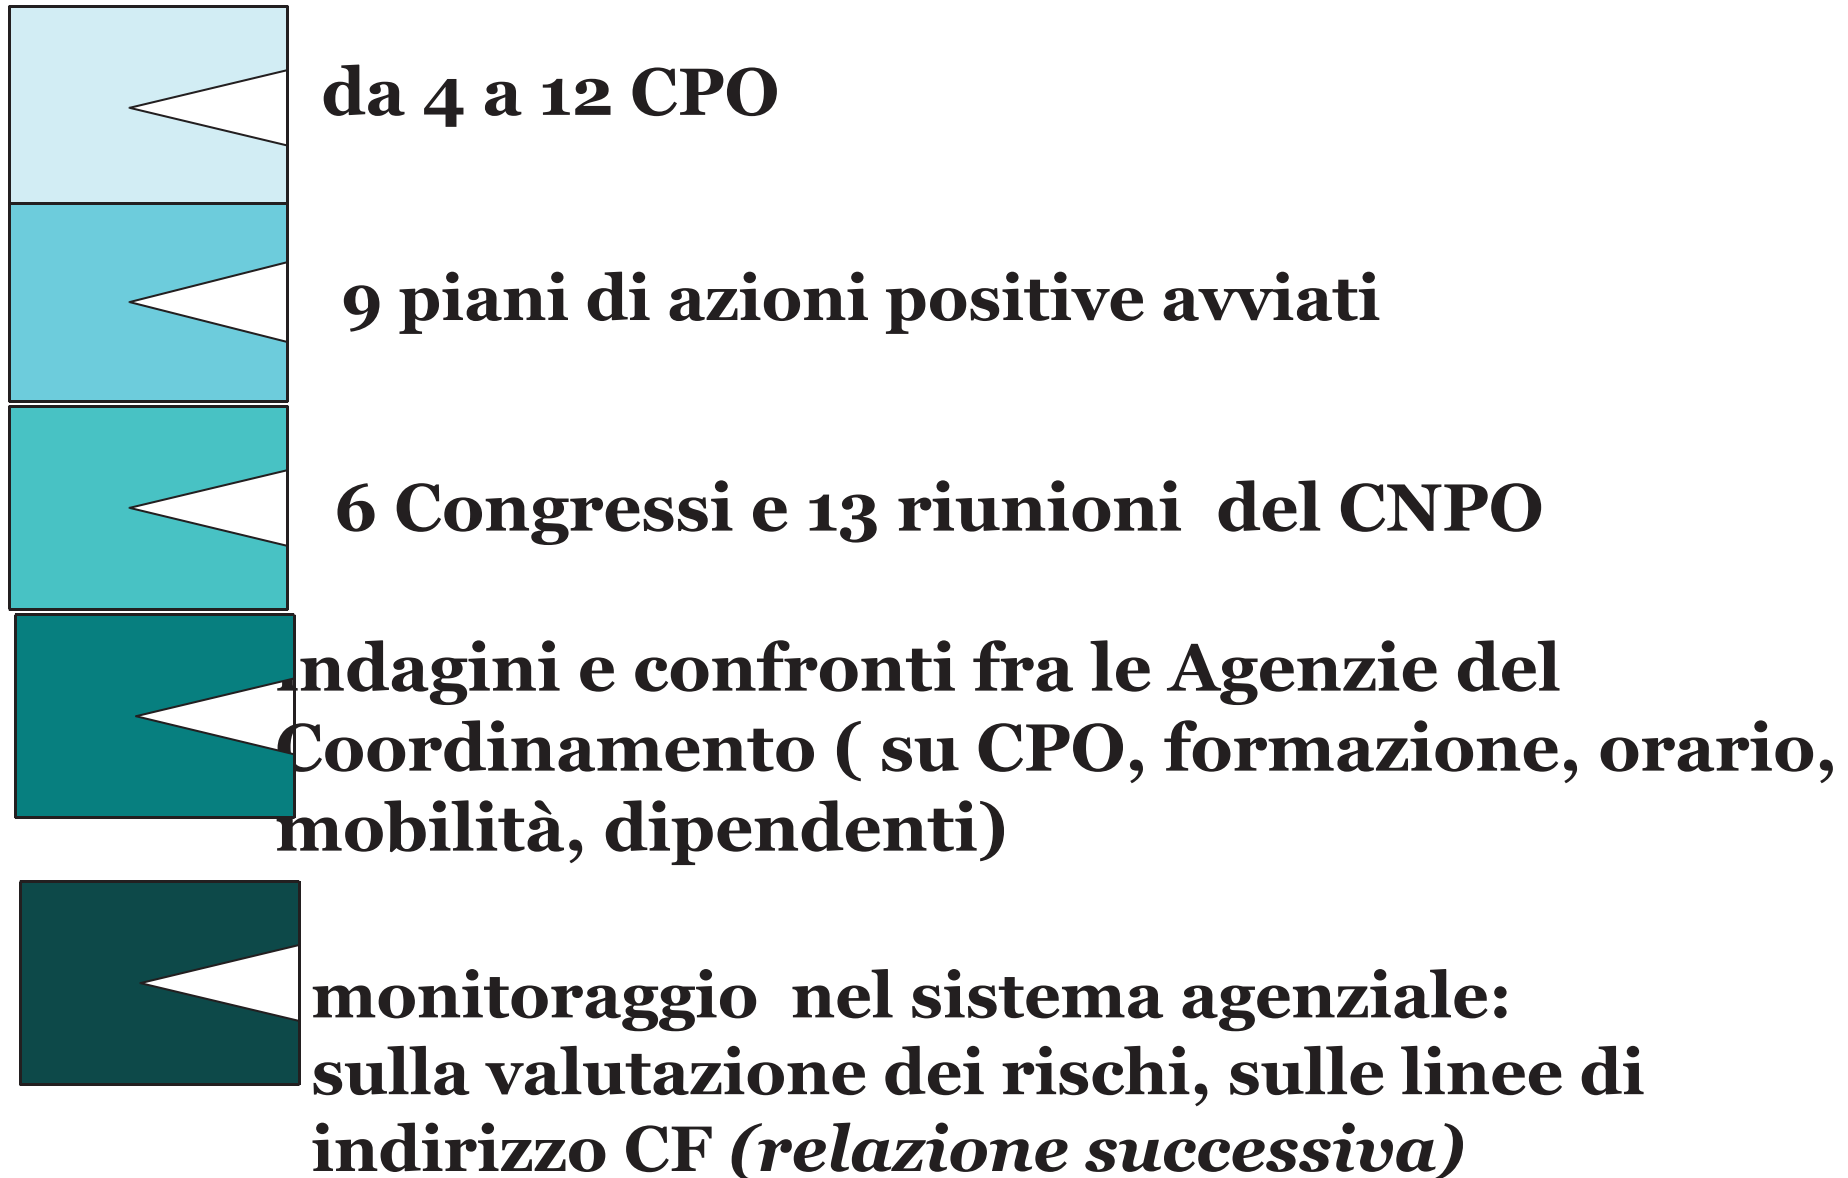 da 4 a 12 CPO
9 piani di azioni positive avviati
6 Congressi e 13 riunioni del CNPO
Indagini e confronti fra le Agenzie del
Coordinamento ( su CPO, formazione, orario,
mobilità, dipendenti)
monitoraggio nel sistema agenziale:
sulla valutazione dei rischi, sulle linee di
indirizzo CF (relazione successiva)